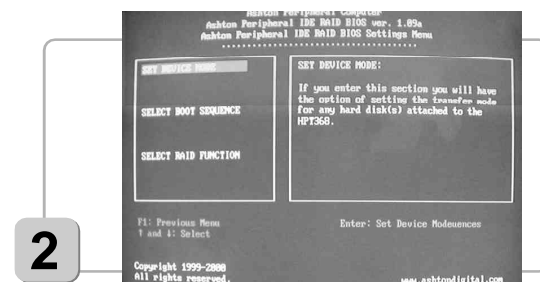 Ashton Peripheral Computer
Ashton Peripheral IDE RAID BIOS ver. 1.09a
Ashton Peripheral IDE RAID BIOS Settings Menu
SET DEVICE MODE
SELECT BOOT SEQUENCE
SELECT RAID FUNCTION
SET DEVICE MODE:
If you enter this section you will have
the option of setting the transfer mode
for any hard disk(s) attached to the
HPT368.
F1: Previous Menu
↑ and ↓: Select
Enter: Set Device Modeuences
2
Copyright 1999-2000
All rights reserved.
www.ashtondigital.com